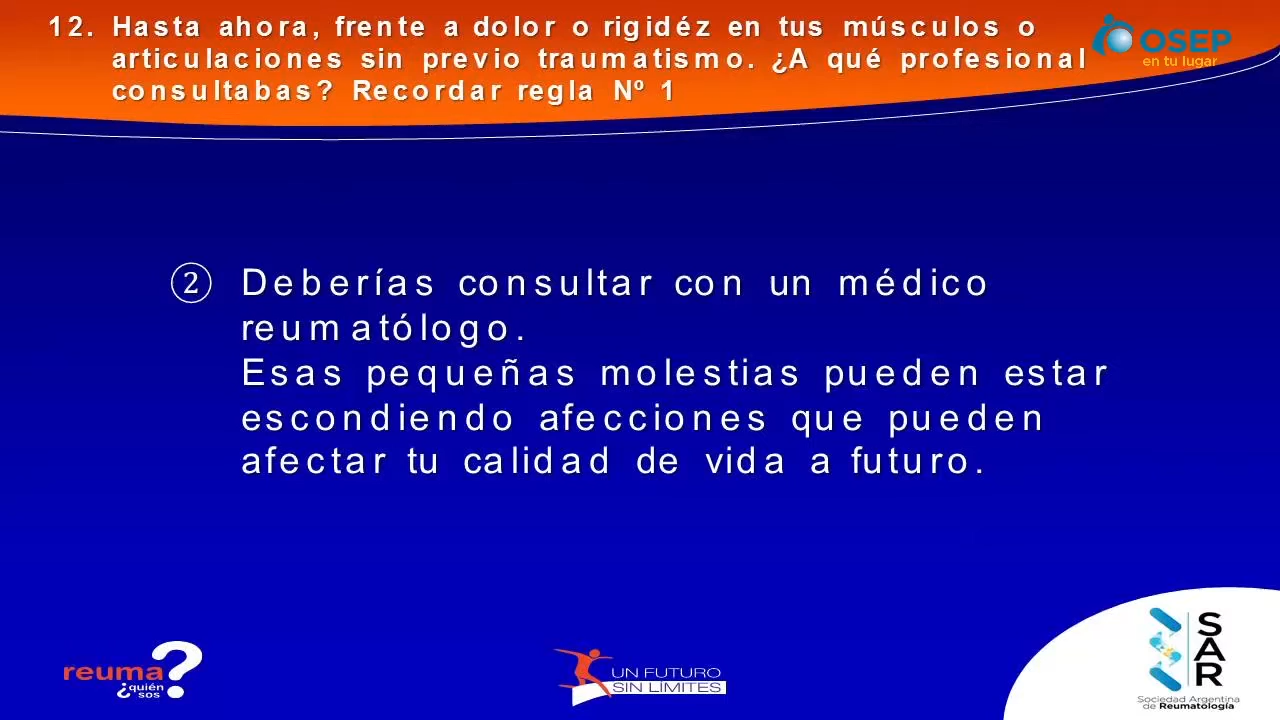 12. Hasta ahora, frente a dolor o rigidéz en tus músculos o
articulaciones sin previo traumatismo. ¿A qué profesional
consultabas? Recordar regla Nº 1
OSEP
en tu lugar
② Deberías consultar con un médico
reumatólogo.
Esas pequeñas molestias pueden estar
escondiendo afecciones que pueden
afectar tu calidad de vida a futuro.
reuma?
¿quién
sos
UN FUTURO
SIN LÍMITES
SAR
Sociedad Argentina
de Reumatología